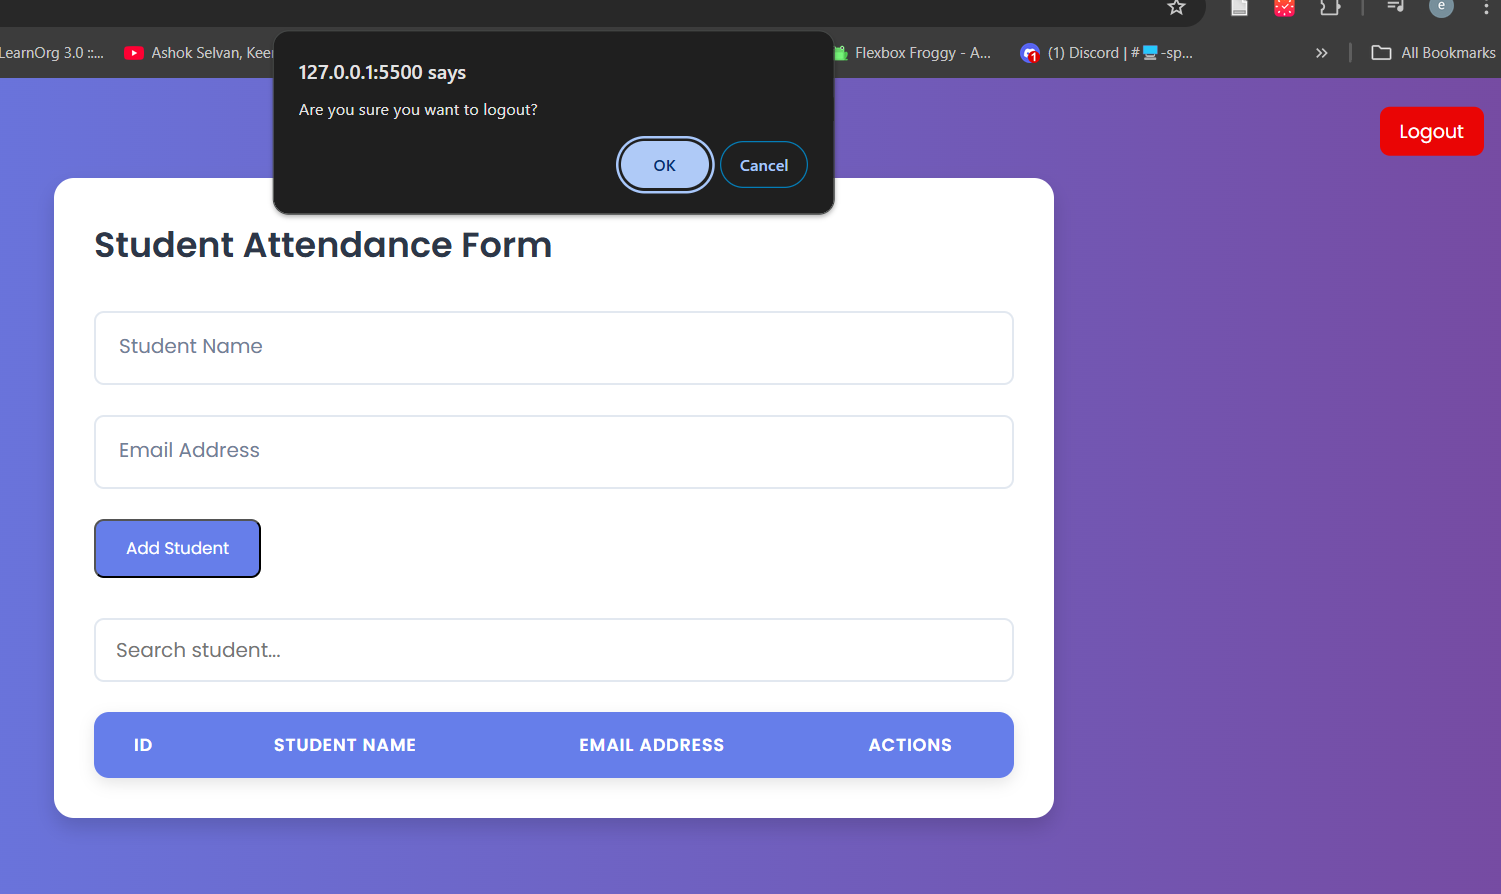 LearnOrg 3.0 ::...
Ashok Selvan, Keer
Flexbox Froggy - A...
(1) Discord | #🖥️-sp...
»
All Bookmarks
e
1
127.0.0.1:5500 says
Are you sure you want to logout?
OK
Cancel
Logout
Student Attendance Form
Student Name
Email Address
Add Student
Search student...
ID STUDENT NAME EMAIL ADDRESS ACTIONS